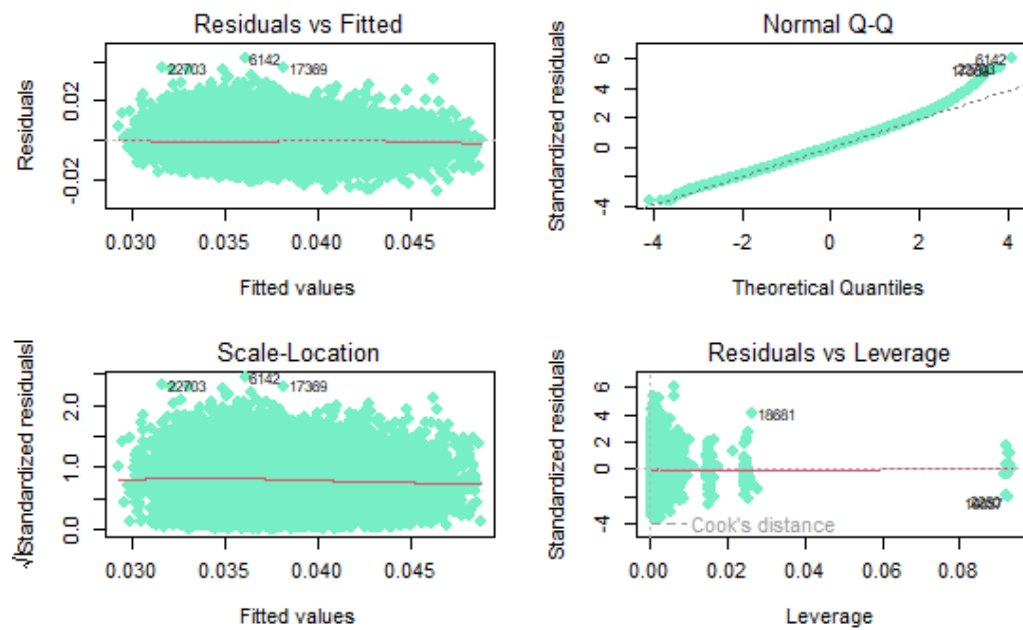 Residuals vs Fitted
Residuals
0.02
-0.02
6142
17369
0.030 0.035 0.040 0.045
Fitted values
Normal Q-Q
Standardized residuals
6
4
2
0
-4
6142
-4 -2 0 2 4
Theoretical Quantiles
Scale-Location
√|Standardized residuals|
2.0
1.0
0.0
6142
17369
0.030 0.035 0.040 0.045
Fitted values
Residuals vs Leverage
Standardized residuals
6
4
2
0
-4
18681
Cook's distance
0.00 0.02 0.04 0.06 0.08
Leverage